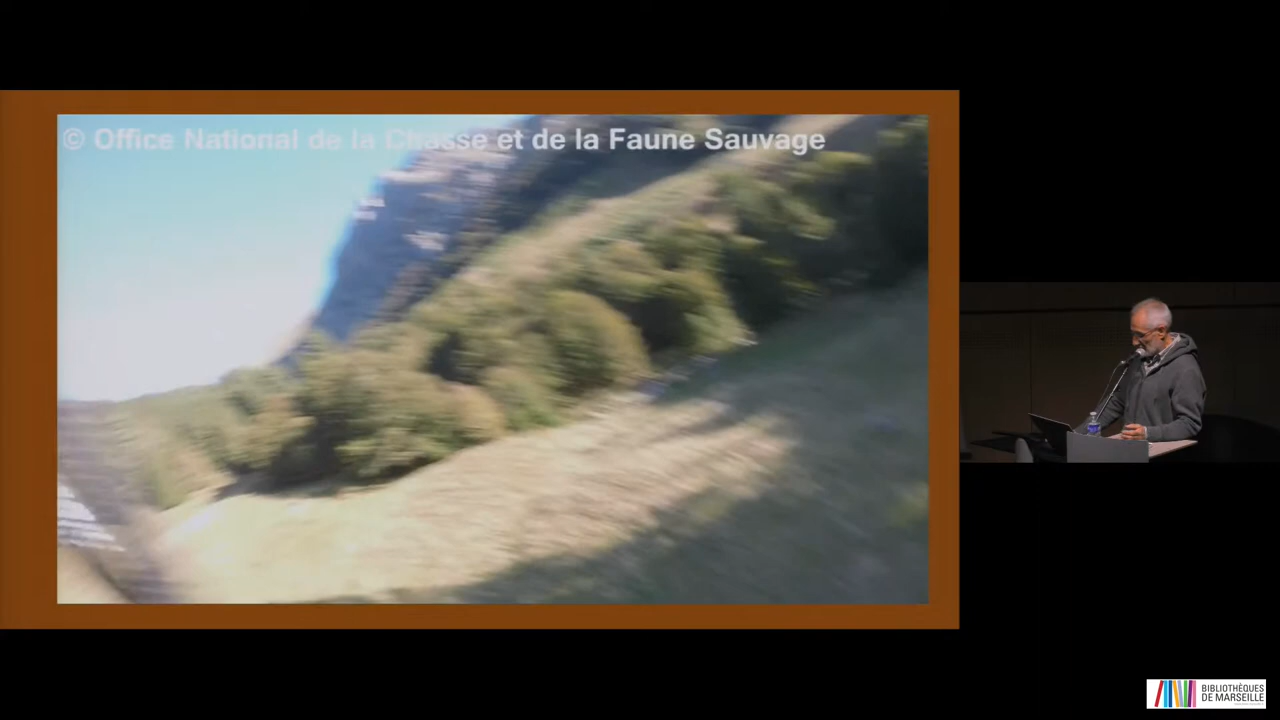 © Office National de la Chasse et de la Faune Sauvage
BIBLIOTHÈQUES
DE MARSEILLE